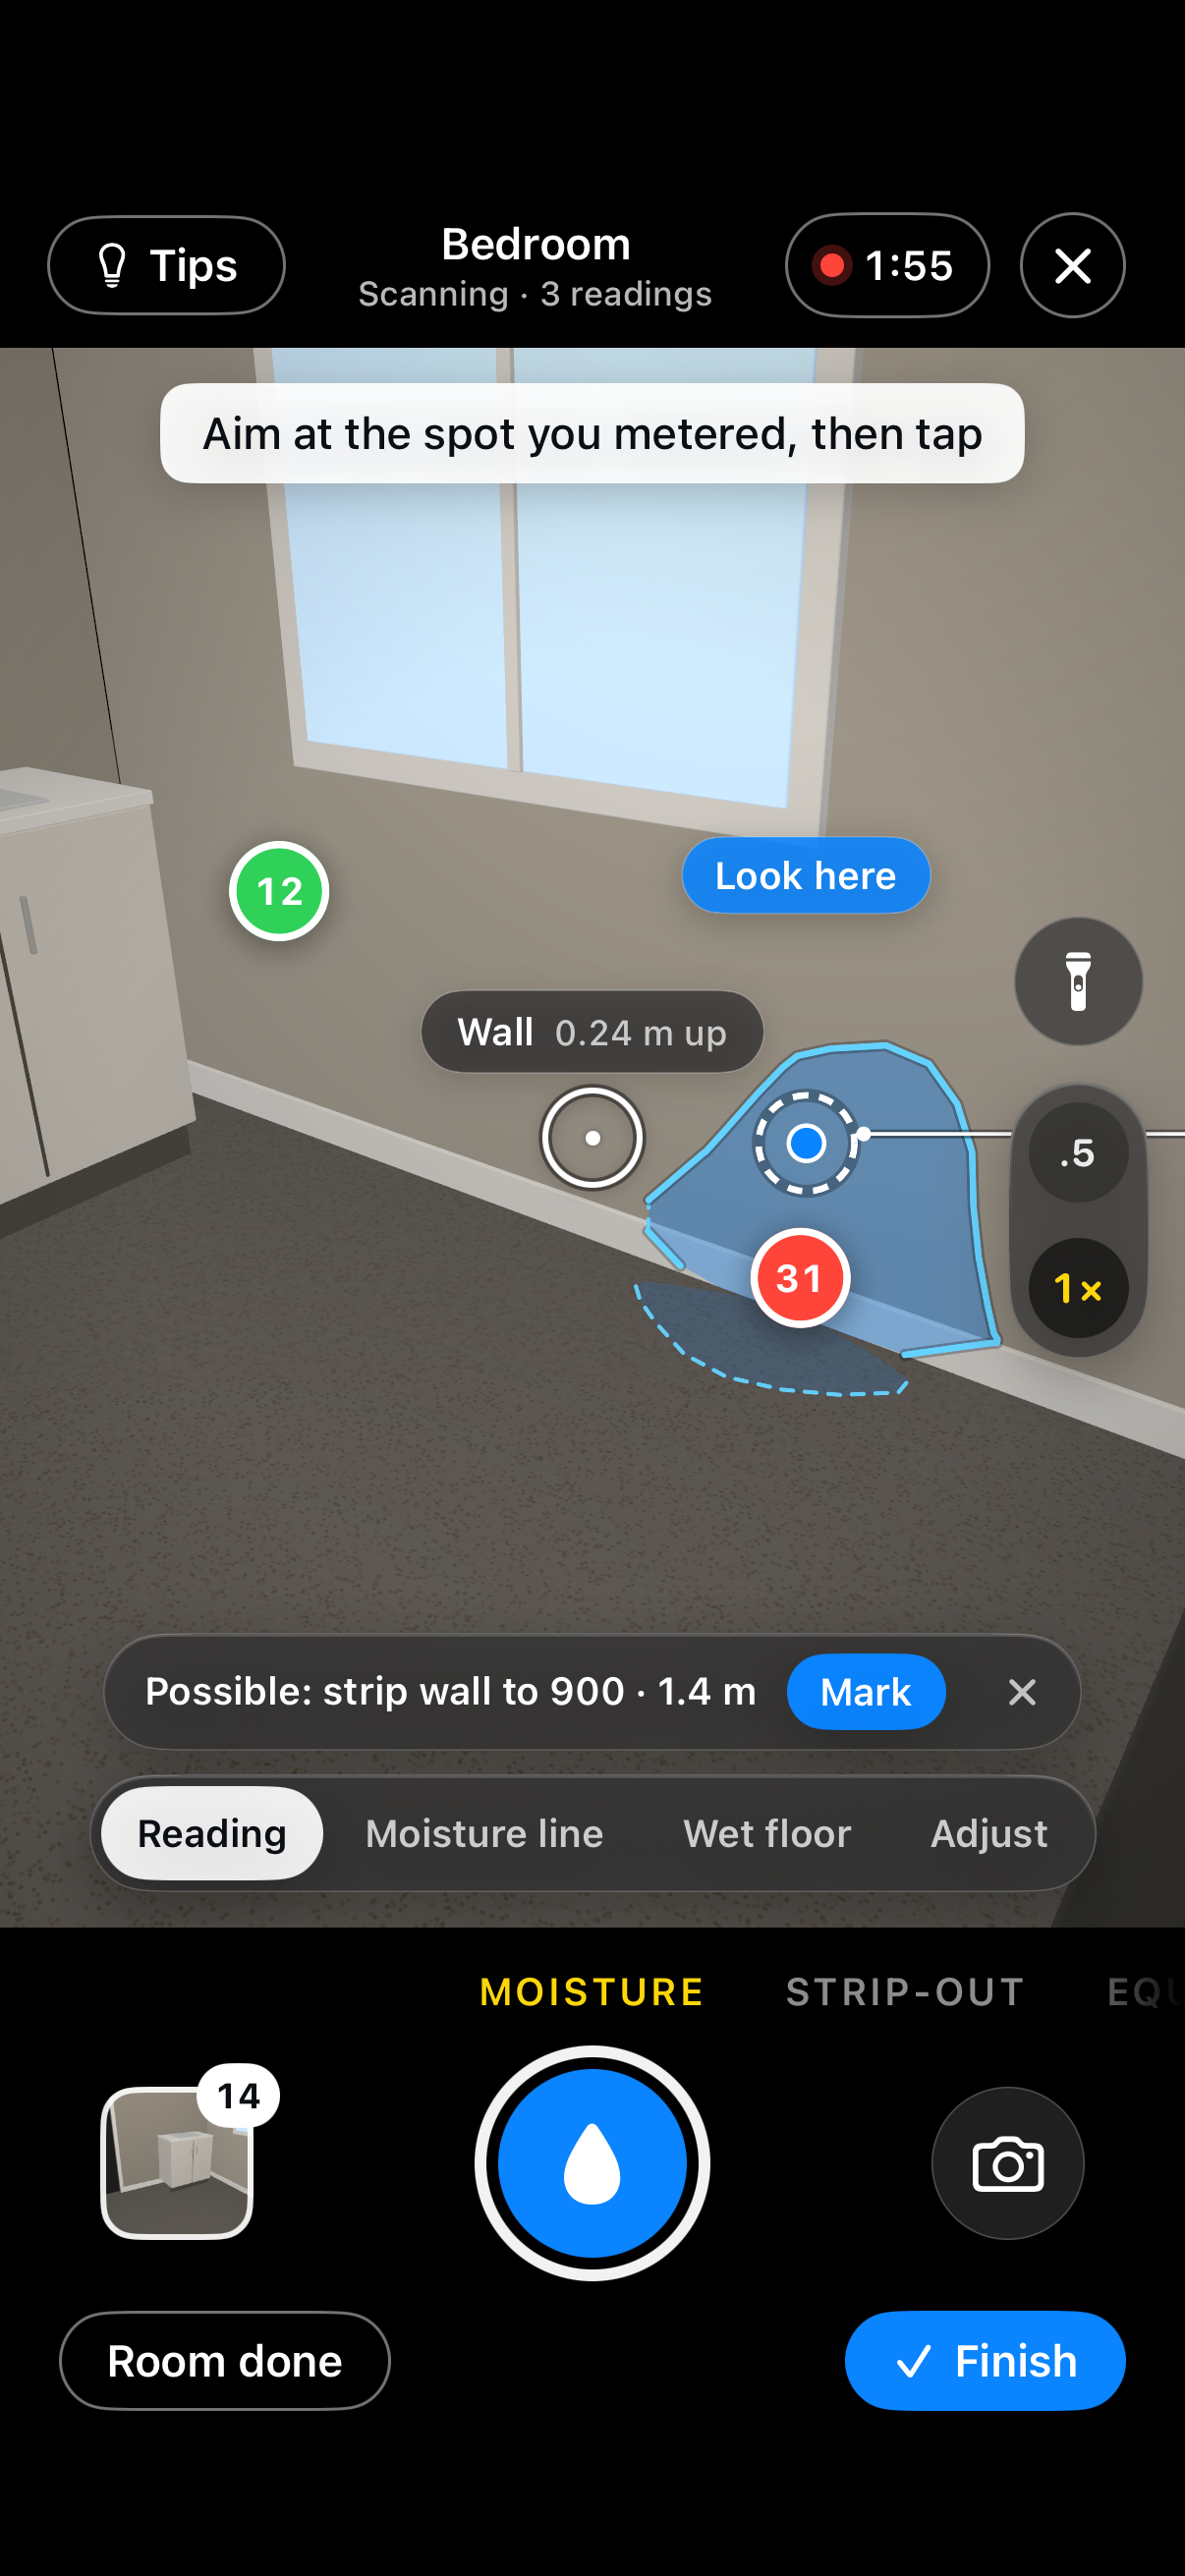 Tips
Bedroom
Scanning · 3 readings
1:55
Aim at the spot you metered, then tap
12
Look here
Wall 0.24 m up
.5
31
1×
Possible: strip wall to 900 · 1.4 m
Mark
Reading
Moisture line
Wet floor
Adjust
MOISTURE
STRIP-OUT
14
Room done
Finish